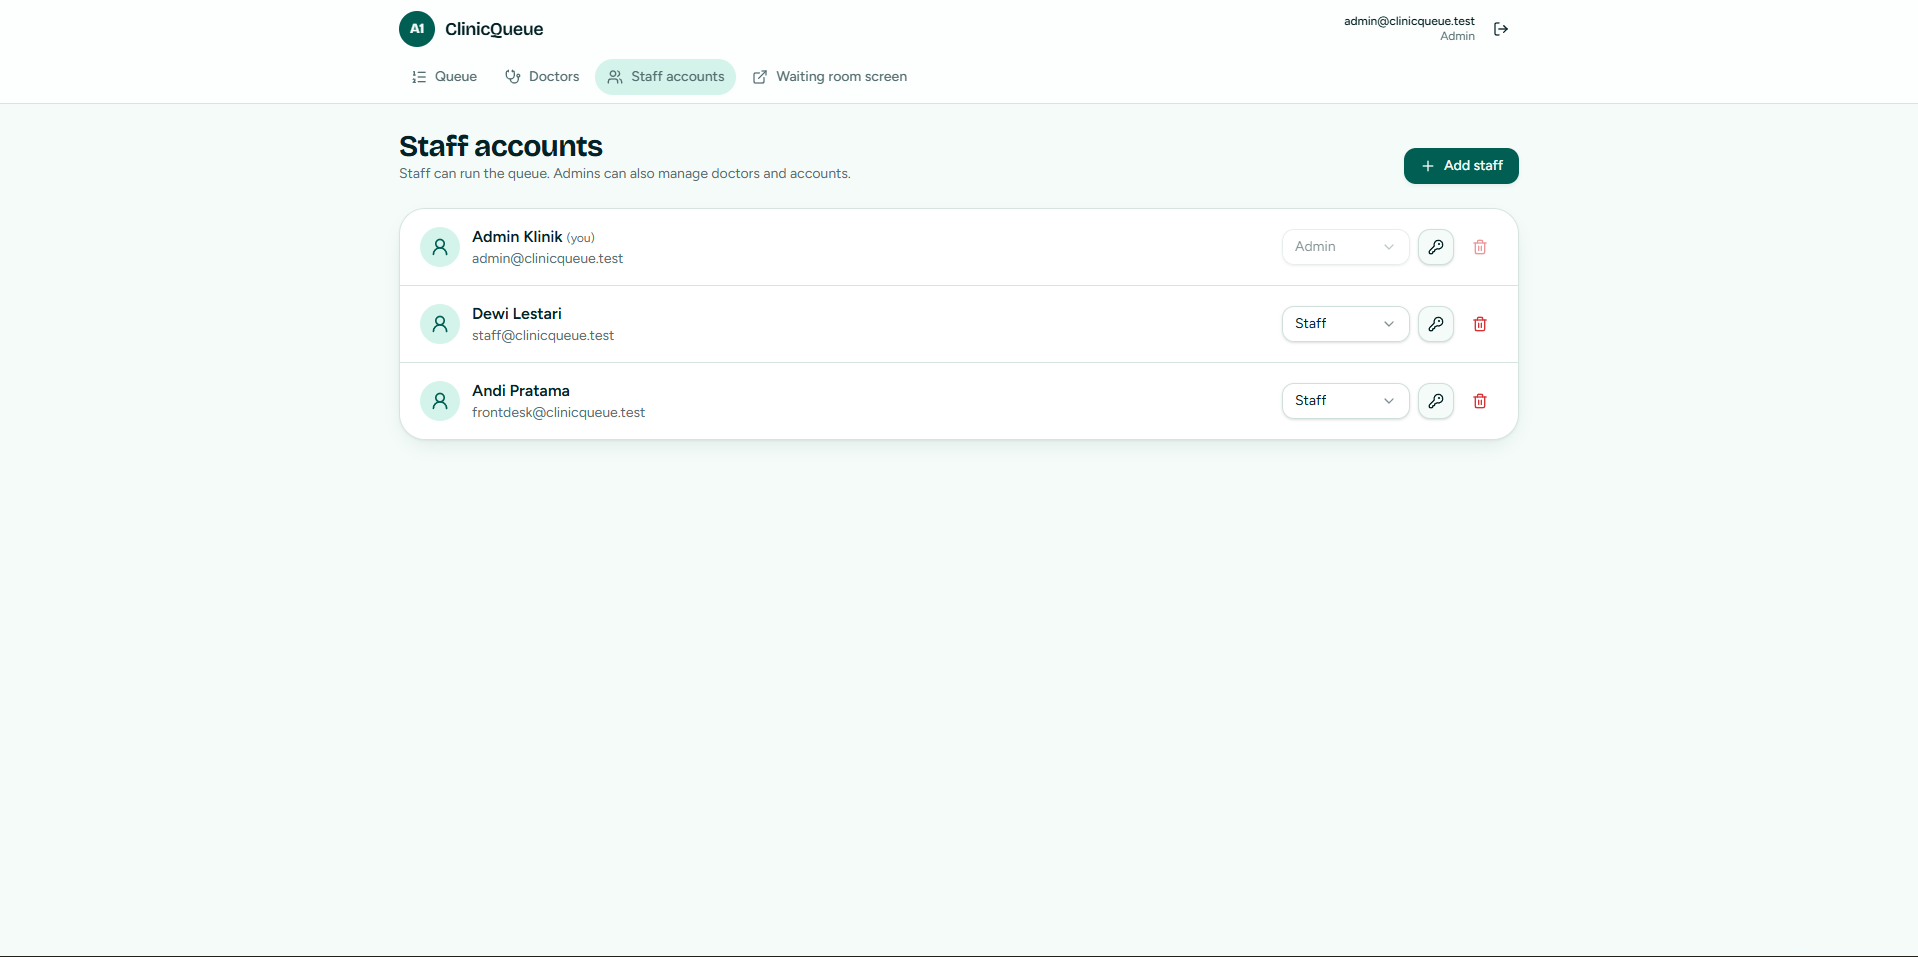 A1 ClinicQueue
admin@clinicqueue.test
Admin
Queue Doctors Staff accounts Waiting room screen
Staff accounts
Staff can run the queue. Admins can also manage doctors and accounts.
Add staff
Admin Klinik (you)
admin@clinicqueue.test
Admin
Dewi Lestari
staff@clinicqueue.test
Staff
Andi Pratama
frontdesk@clinicqueue.test
Staff